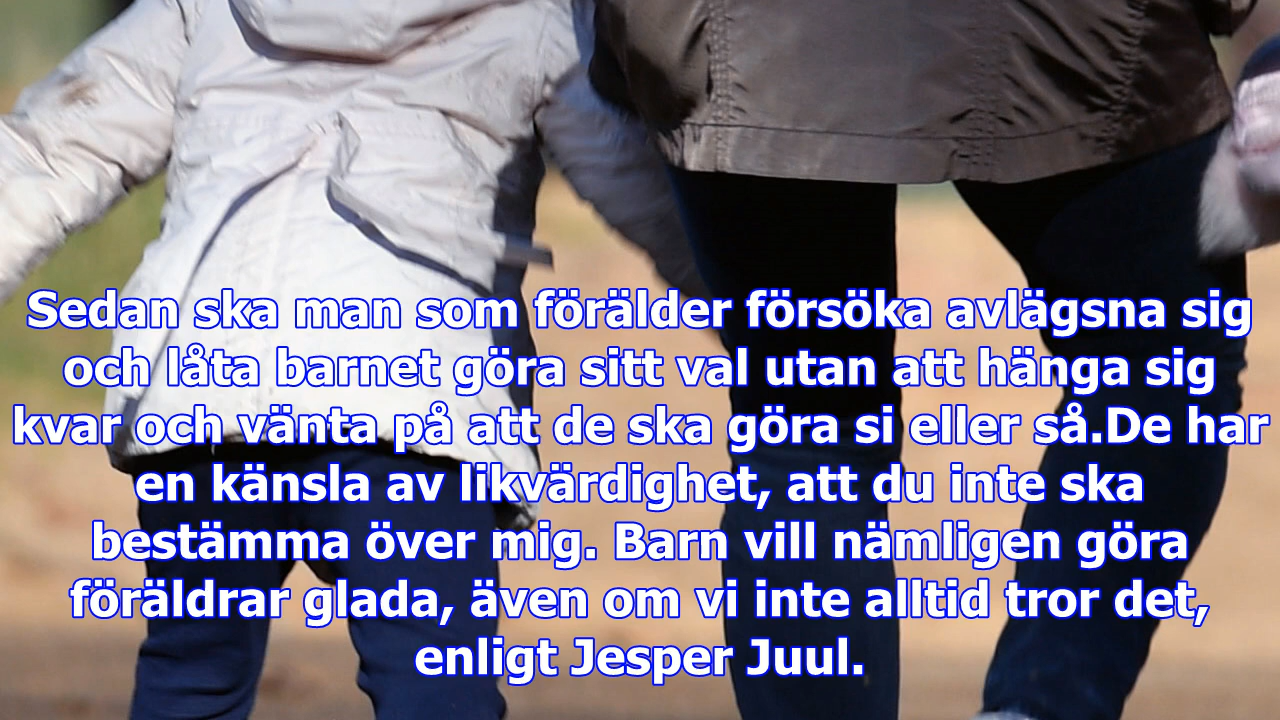 Sedan ska man som förälder försöka avlägsna sig
och låta barnet göra sitt val utan att hänga sig
kvar och vänta på att de ska göra si eller så.De har
en känsla av likvärdighet, att du inte ska
bestämma över mig. Barn vill nämligen göra
föräldrar glada, även om vi inte alltid tror det,
enligt Jesper Juul.